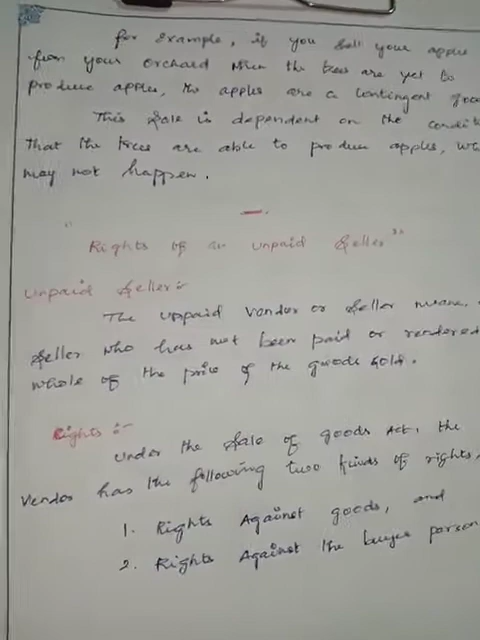 For example, if you sell your apple
from your orchard when the trees are yet to
produce apples, the apples are a contingent
This sale is dependent on the
That the trees are able to produce apples,
may not happen.
"Rights of an unpaid seller"
Unpaid seller:-
The unpaid vendor or seller means,
seller who has not been paid or rendered
whole of the price of the goods sold.
Rights :-
Under the sale of goods Act, the
vendor has the following two kinds of rights,
1. Rights Against goods, and
2. Rights Against the buyer person